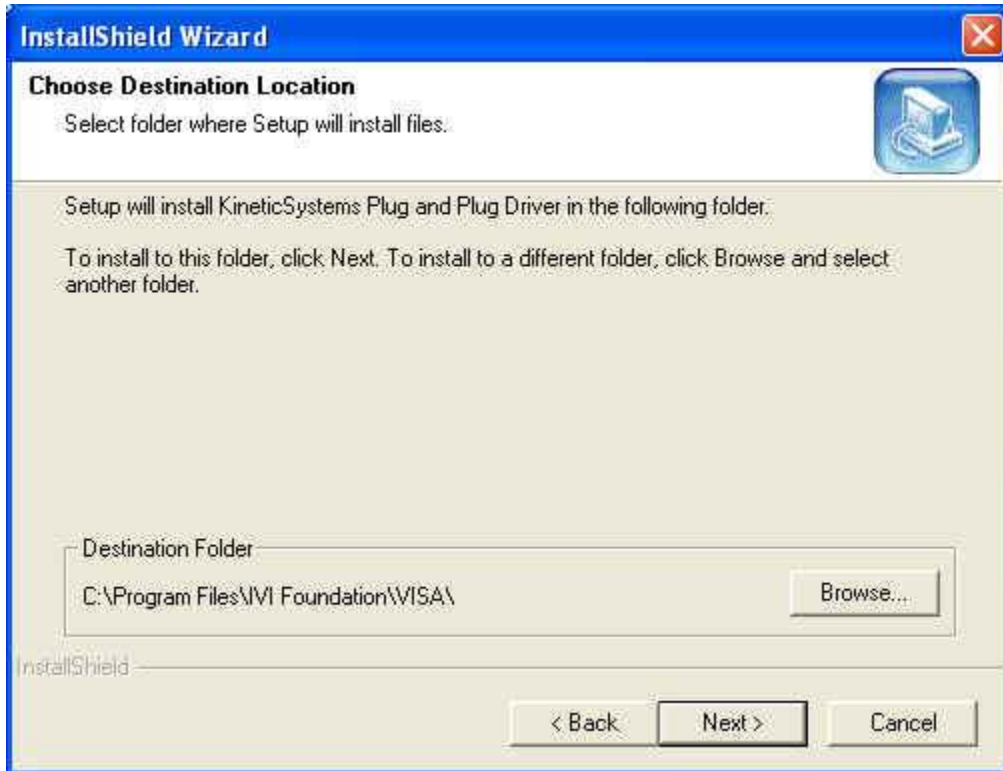 InstallShield Wizard
Choose Destination Location
Select folder where Setup will install files.
Setup will install KineticSystems Plug and Plug Driver in the following folder.
To install to this folder, click Next. To install to a different folder, click Browse and select
another folder.
Destination Folder
C:\Program Files\IVI Foundation\VISA\
Browse...
InstallShield
< Back
Next >
Cancel